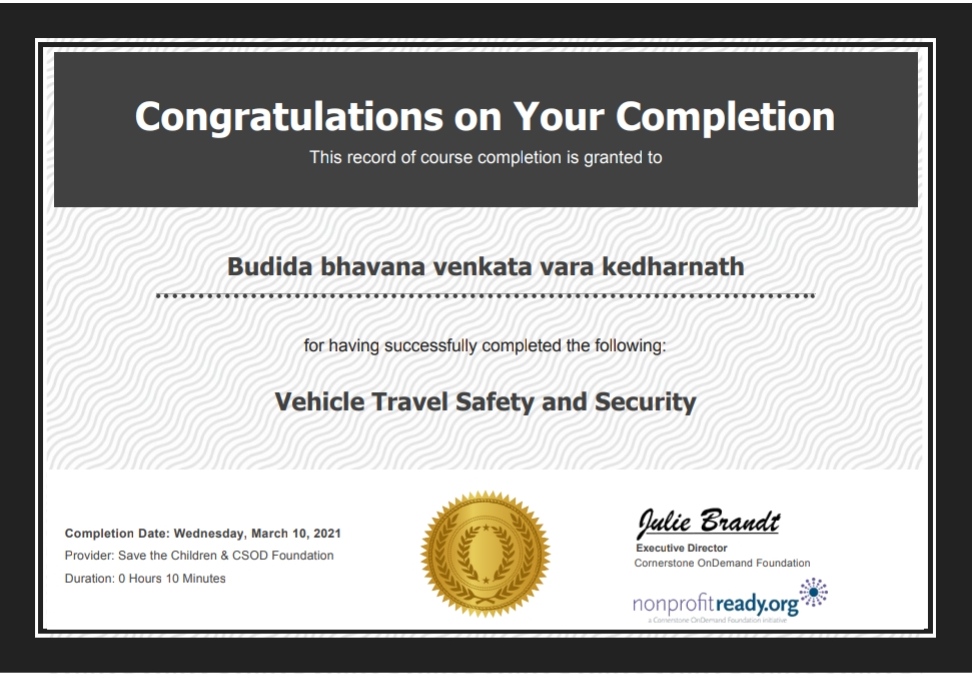 Congratulations on Your Completion
This record of course completion is granted to
Budida bhavana venkata vara kedharnath
for having successfully completed the following:
Vehicle Travel Safety and Security
Completion Date: Wednesday, March 10, 2021
Provider: Save the Children & CSOD Foundation
Duration: 0 Hours 10 Minutes
Julie Brandt
Executive Director
Cornerstone OnDemand Foundation
nonprofitready.org
a Cornerstone OnDemand Foundation initiative